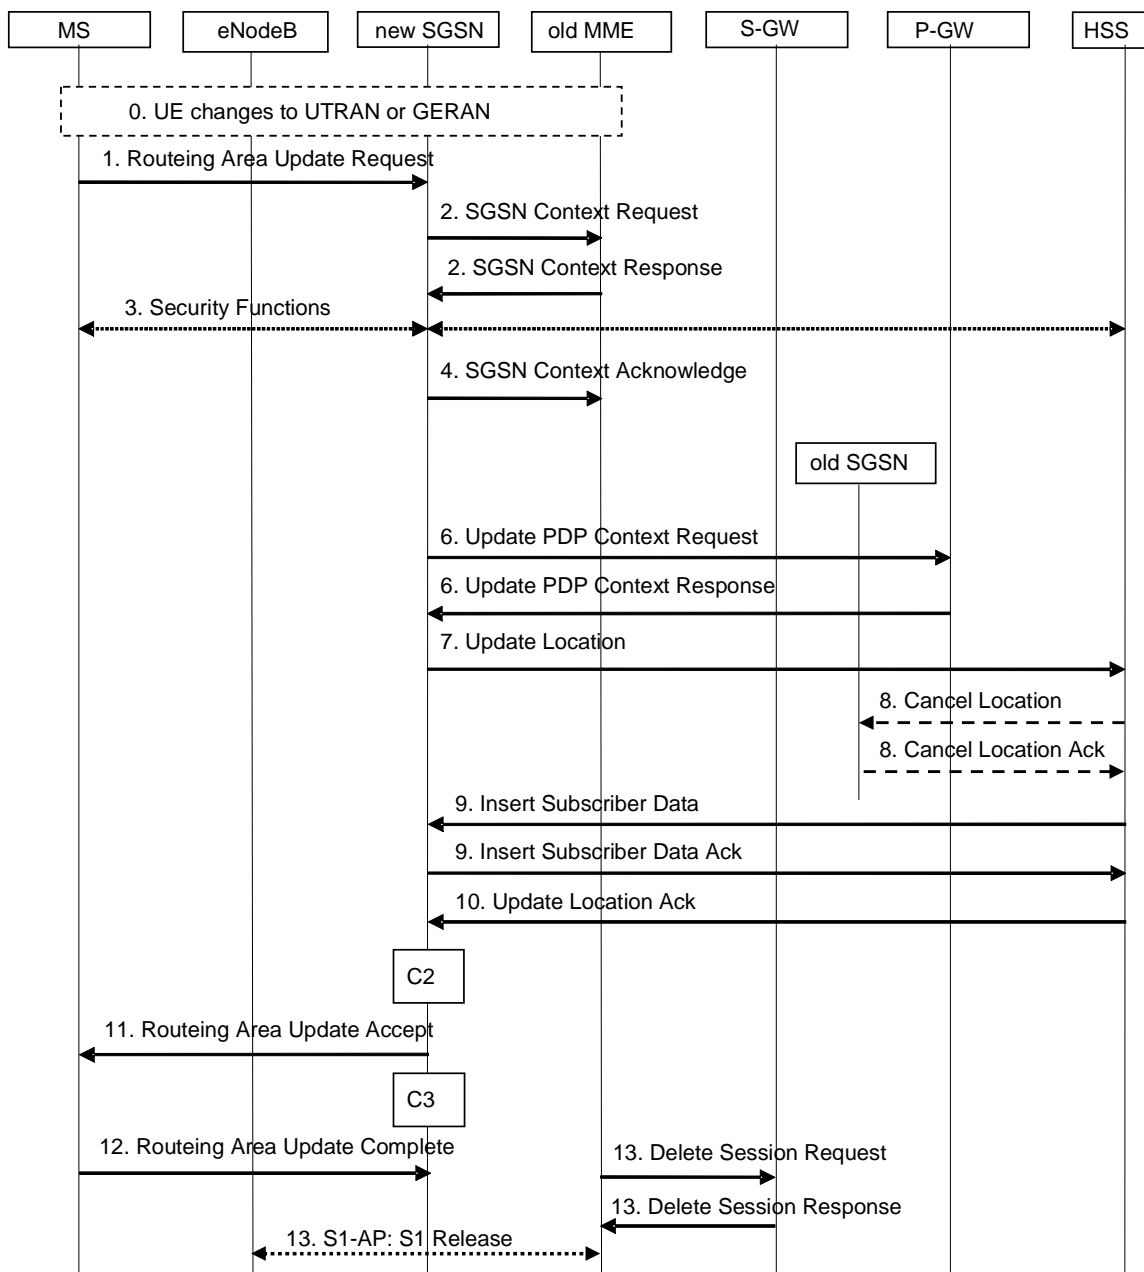 MS
eNodeB
new SGSN
old MME
S-GW
P-GW
HSS
0. UE changes to UTRAN or GERAN
1. Routeing Area Update Request
2. SGSN Context Request
2. SGSN Context Response
3. Security Functions
4. SGSN Context Acknowledge
old SGSN
6. Update PDP Context Request
6. Update PDP Context Response
7. Update Location
8. Cancel Location
8. Cancel Location Ack
9. Insert Subscriber Data
9. Insert Subscriber Data Ack
10. Update Location Ack
C2
11. Routeing Area Update Accept
C3
12. Routeing Area Update Complete
13. Delete Session Request
13. Delete Session Response
13. S1-AP: S1 Release